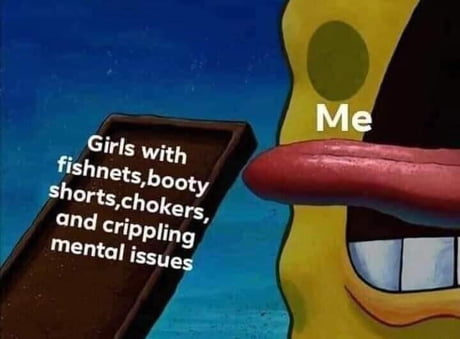 Girls with
fishnets,booty
shorts,chokers,
and crippling
mental issues
Me